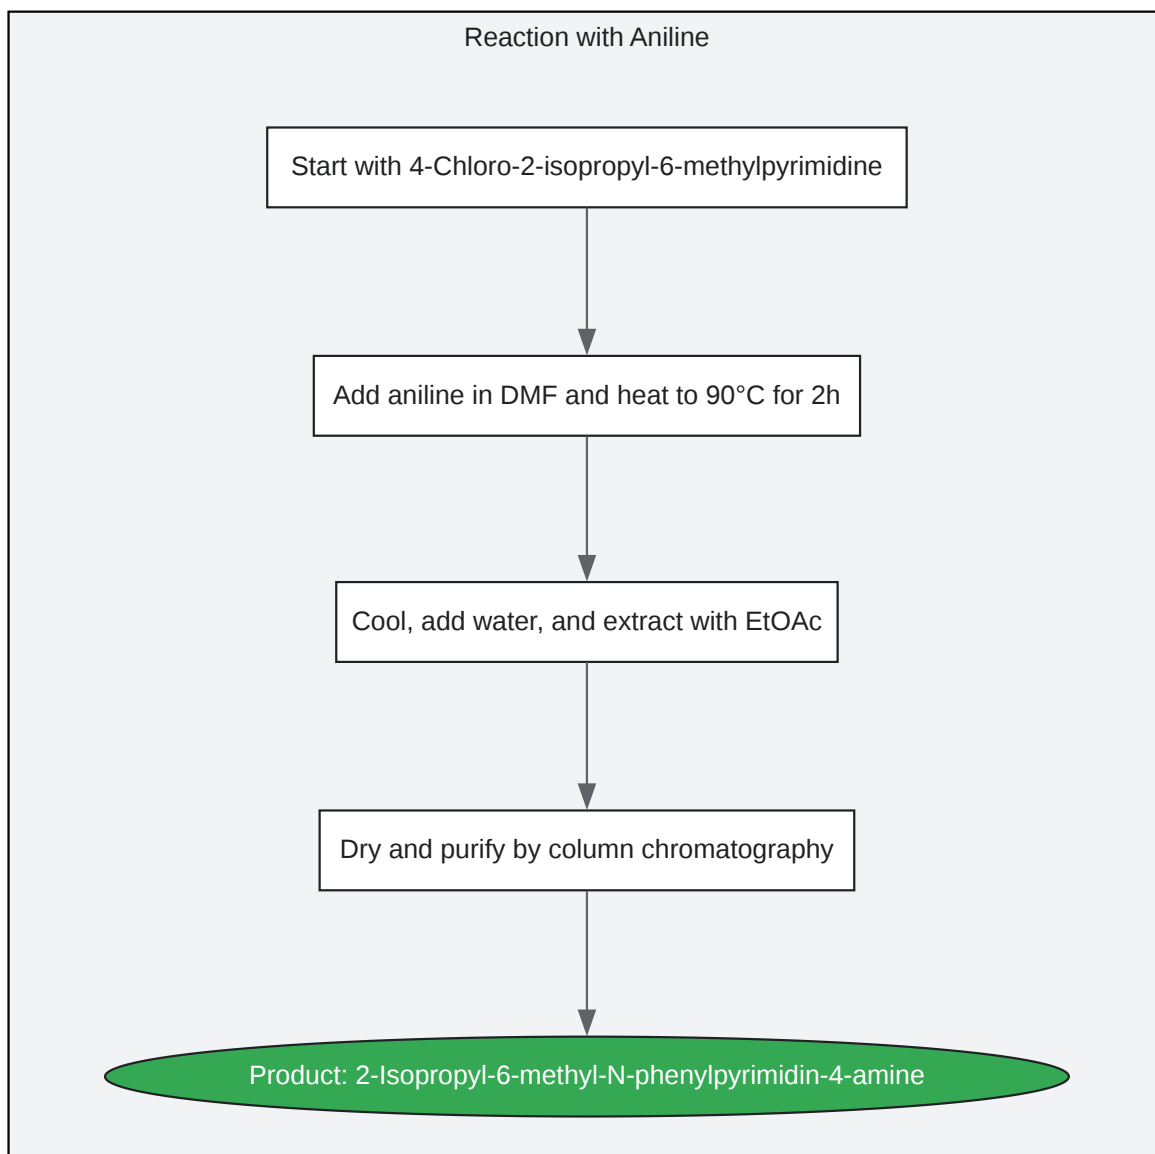 Reaction with Aniline
Start with 4-Chloro-2-isopropyl-6-methylpyrimidine
Add aniline in DMF and heat to 90°C for 2h
Cool, add water, and extract with EtOAc
Dry and purify by column chromatography
Product: 2-Isopropyl-6-methyl-N-phenylpyrimidin-4-amine